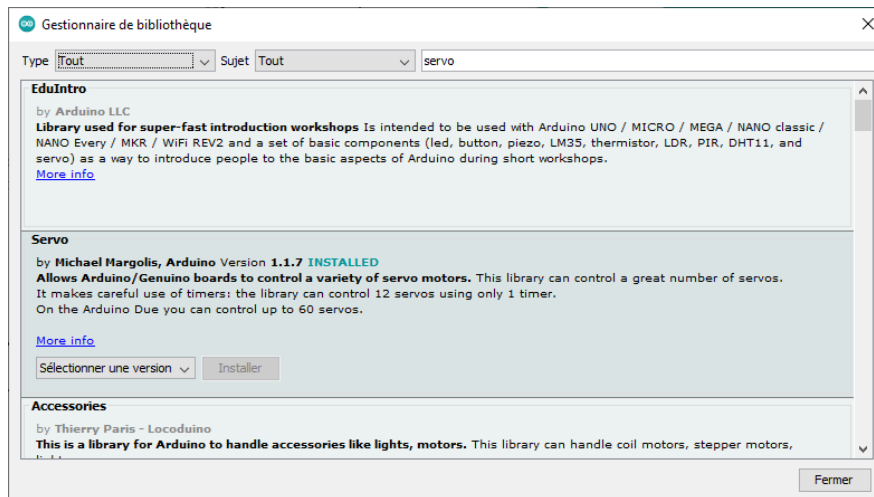 Gestionnaire de bibliothèque
Type Tout Sujet Tout servo
EduIntro
by Arduino LLC
Library used for super-fast introduction workshops Is intended to be used with Arduino UNO / MICRO / MEGA / NANO classic /
NANO Every / MKR / WiFi REV2 and a set of basic components (led, button, piezo, LM35, thermistor, LDR, PIR, DHT11, and
servo) as a way to introduce people to the basic aspects of Arduino during short workshops.
More info
Servo
by Michael Margolis, Arduino Version 1.1.7 INSTALLED
Allows Arduino/Genuino boards to control a variety of servo motors. This library can control a great number of servos.
It makes careful use of timers: the library can control 12 servos using only 1 timer.
On the Arduino Due you can control up to 60 servos.
More info
Sélectionner une version Installer
Accessories
by Thierry Paris - Locoduino
This is a library for Arduino to handle accessories like lights, motors. This library can handle coil motors, stepper motors,
Fermer